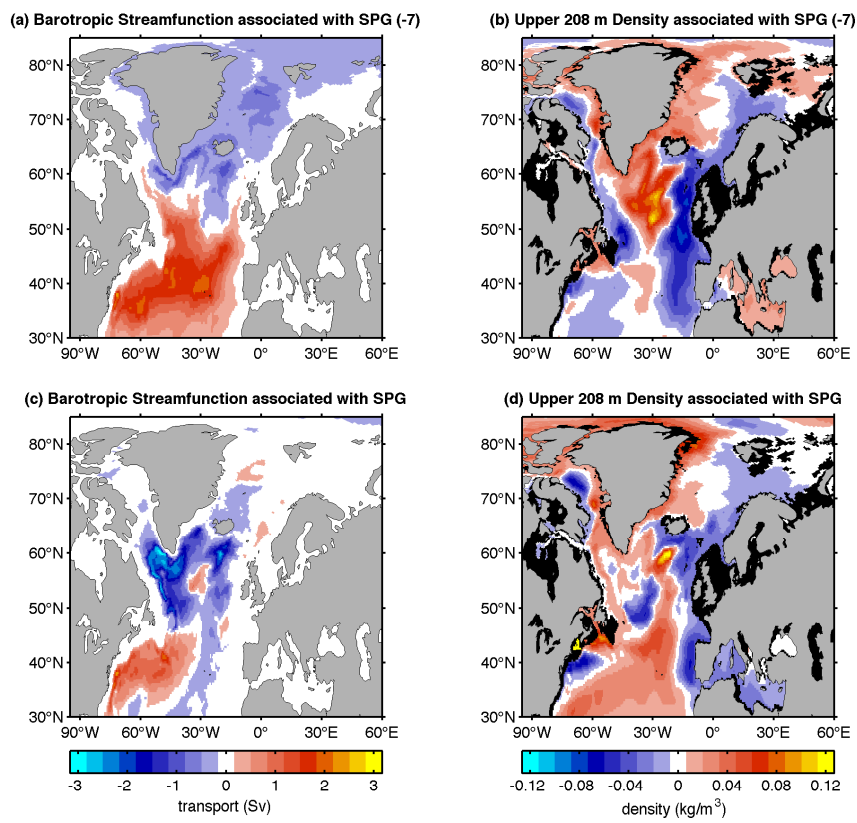 (a) Barotropic Streamfunction associated with SPG (-7)
(b) Upper 208 m Density associated with SPG (-7)
80°N
70°N
60°N
50°N
40°N
30°N
90°W 60°W 30°W 0° 30°E 60°E
80°N
70°N
60°N
50°N
40°N
30°N
90°W 60°W 30°W 0° 30°E 60°E
(c) Barotropic Streamfunction associated with SPG
(d) Upper 208 m Density associated with SPG
80°N
70°N
60°N
50°N
40°N
30°N
90°W 60°W 30°W 0° 30°E 60°E
80°N
70°N
60°N
50°N
40°N
30°N
90°W 60°W 30°W 0° 30°E 60°E
-3 -2 -1 0 1 2 3
transport (Sv)
-0.12 -0.08 -0.04 0 0.04 0.08 0.12
density (kg/m³)